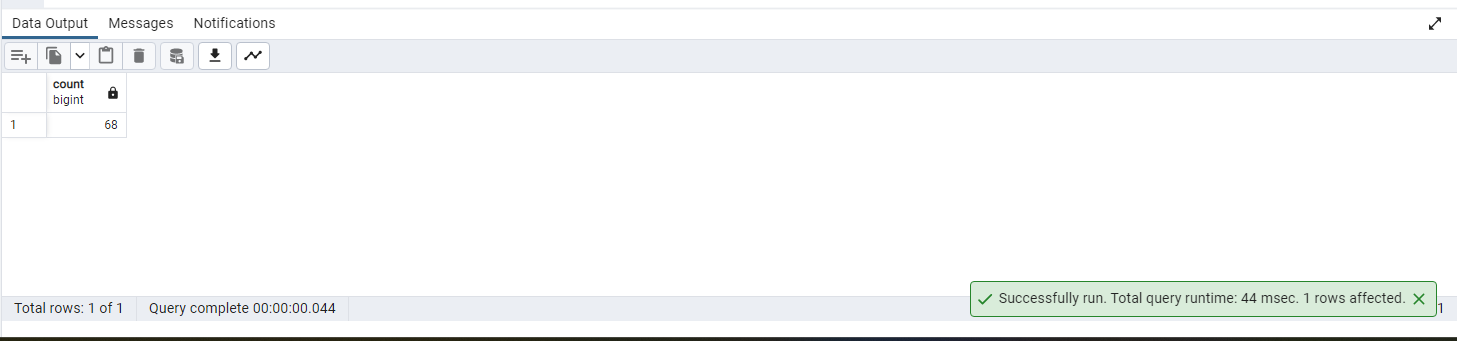 Data Output Messages Notifications
count
bigint
1 68
Total rows: 1 of 1 Query complete 00:00:00.044
Successfully run. Total query runtime: 44 msec. 1 rows affected.
1